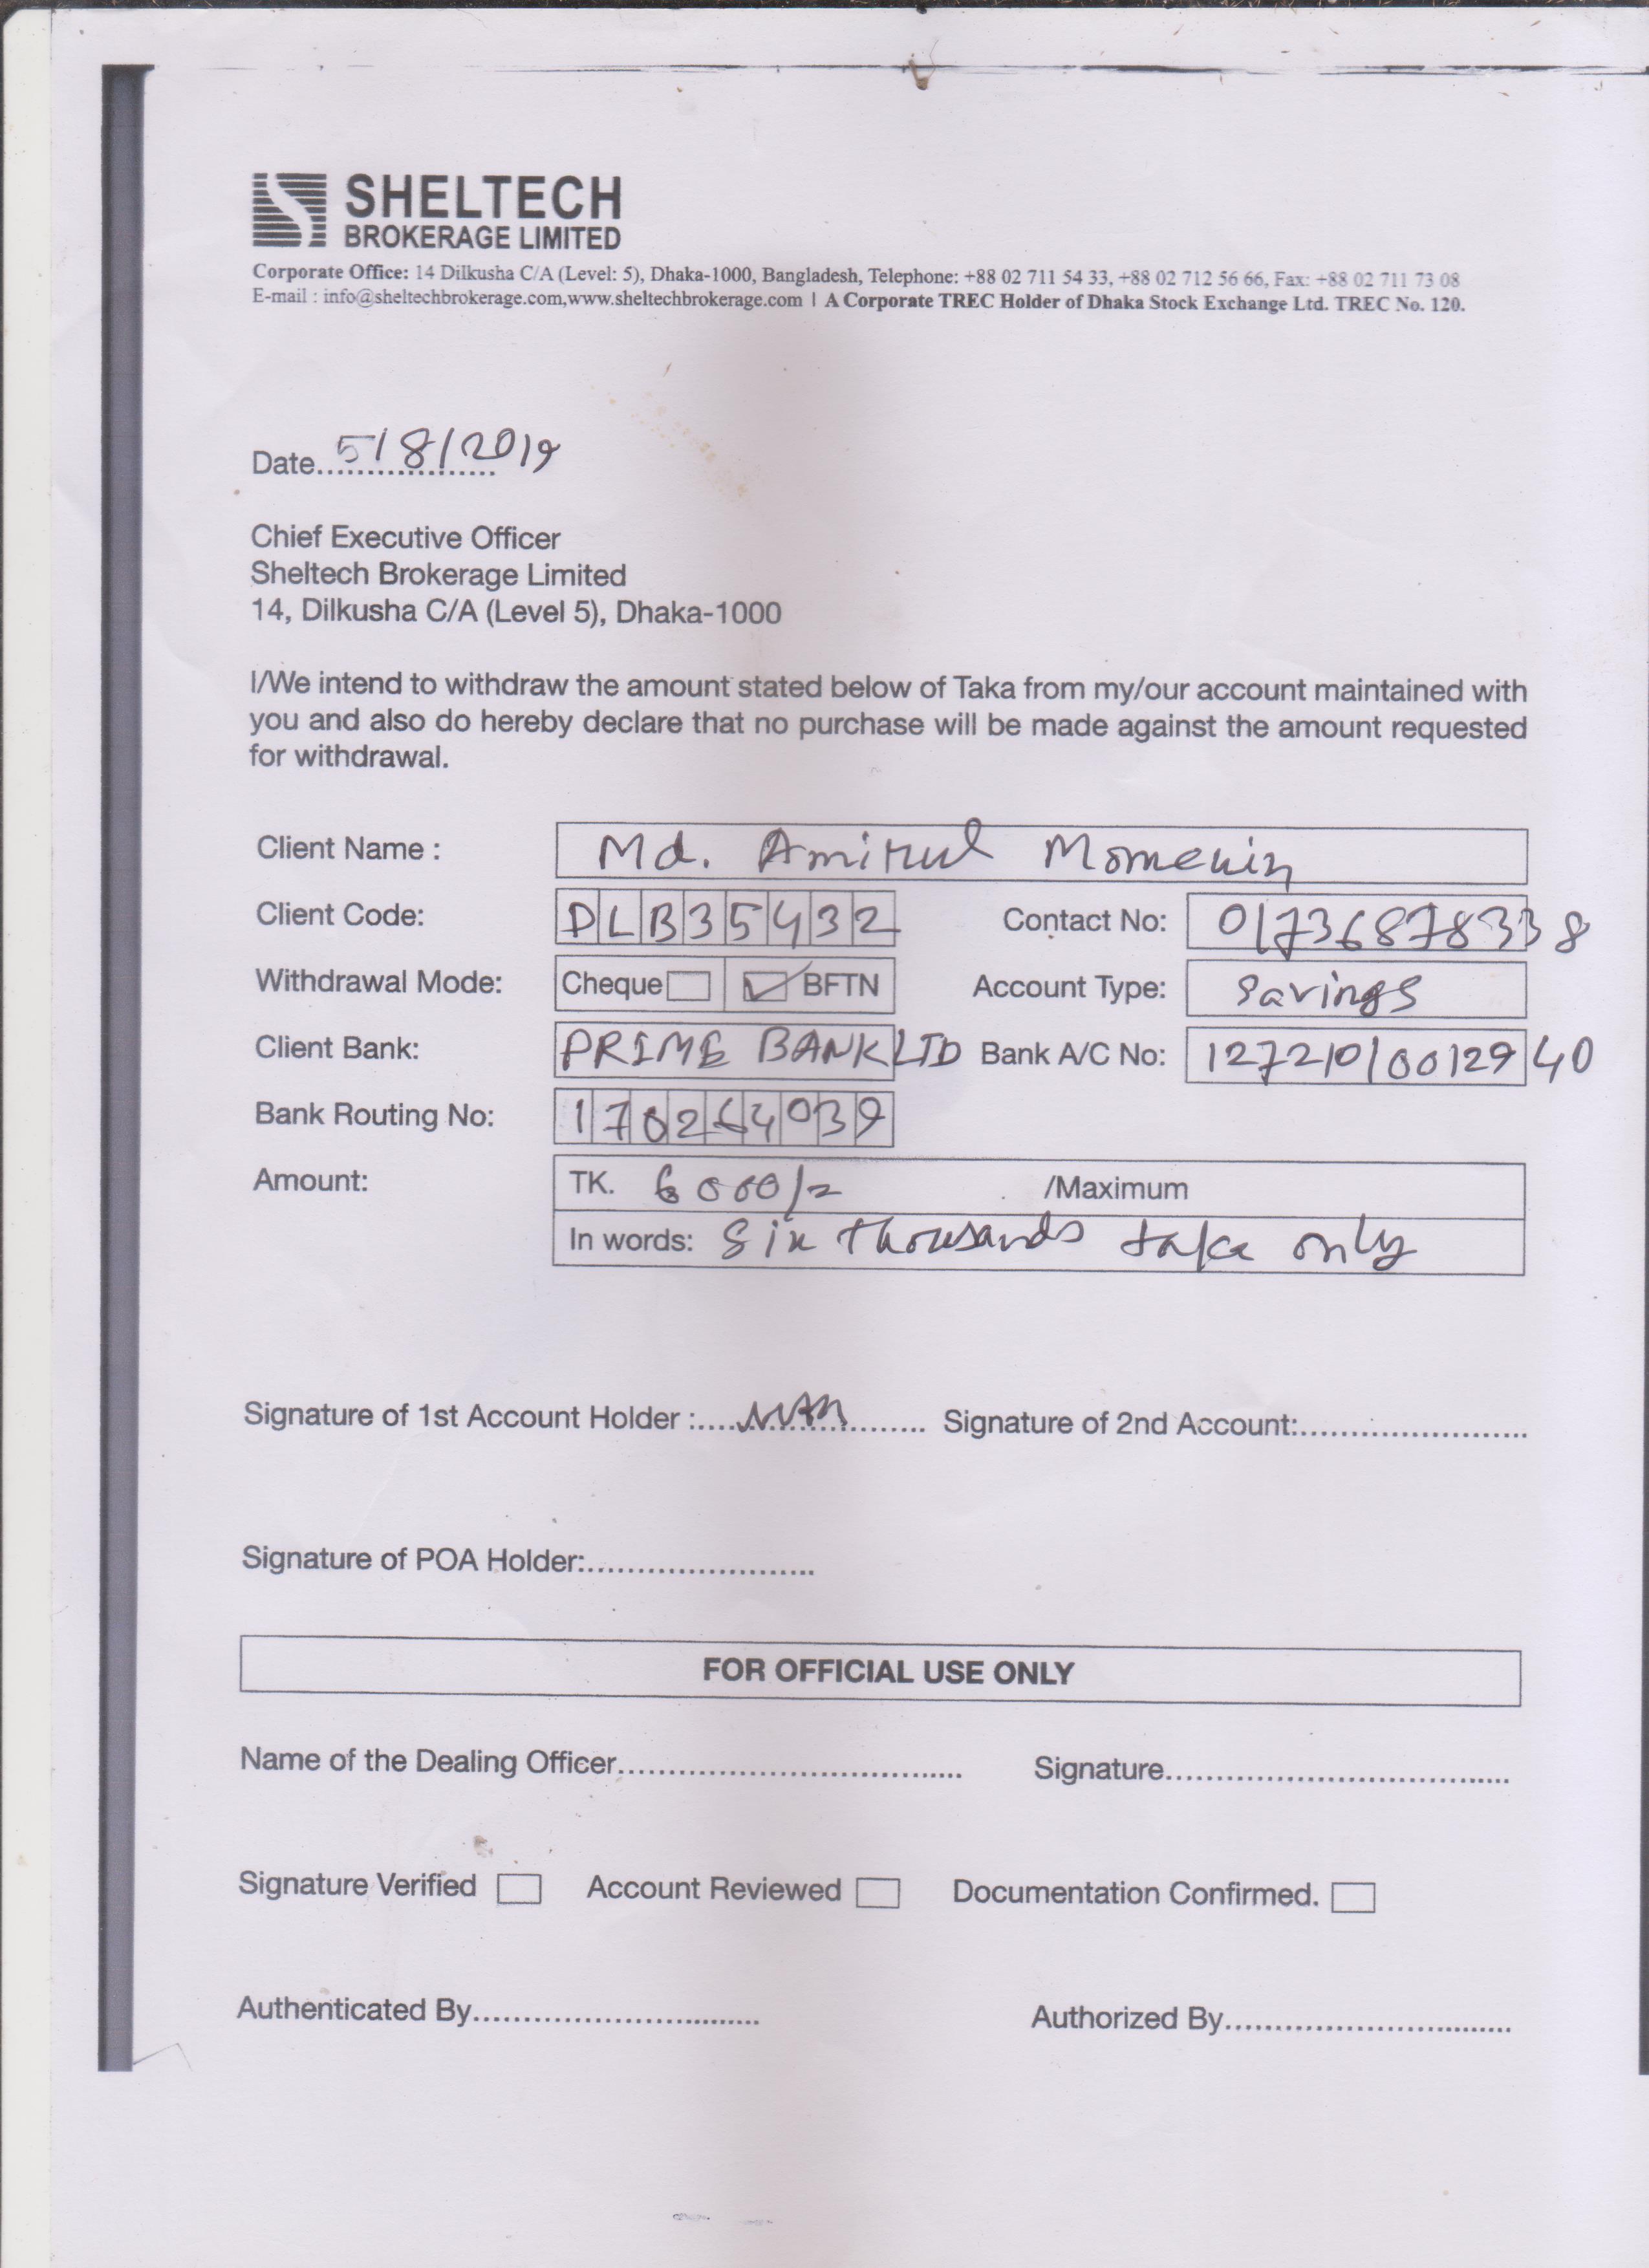 SHELTECH
BROKERAGE LIMITED
Corporate Office: 14 Dilkusha C/A (Level: 5), Dhaka-1000, Bangladesh, Telephone: +88 02 711 54 33, +88 02 712 56 66, Fax: +88 02 711 73 08
E-mail : info@sheltechbrokerage.com,www.sheltechbrokerage.com | A Corporate TREC Holder of Dhaka Stock Exchange Ltd. TREC No. 120.
Date..... 5/8/2019
Chief Executive Officer
Sheltech Brokerage Limited
14, Dilkusha C/A (Level 5), Dhaka-1000
I/We intend to withdraw the amount stated below of Taka from my/our account maintained with
you and also do hereby declare that no purchase will be made against the amount requested
for withdrawal.
Client Name : Md. Amirul Momenin
Client Code: DLB35432 Contact No: 01736878338
Withdrawal Mode: Cheque BFTN Account Type: Savings
Client Bank: PRIME BANK LTD Bank A/C No: 127210100129 40
Bank Routing No: 170264039
Amount: TK. 6000/= /Maximum
In words: Six thousands taka only
Signature of 1st Account Holder :..... Signature of 2nd Account:.....
Signature of POA Holder:.....
FOR OFFICIAL USE ONLY
Name of the Dealing Officer..... Signature.....
Signature Verified Account Reviewed Documentation Confirmed.
Authenticated By..... Authorized By.....